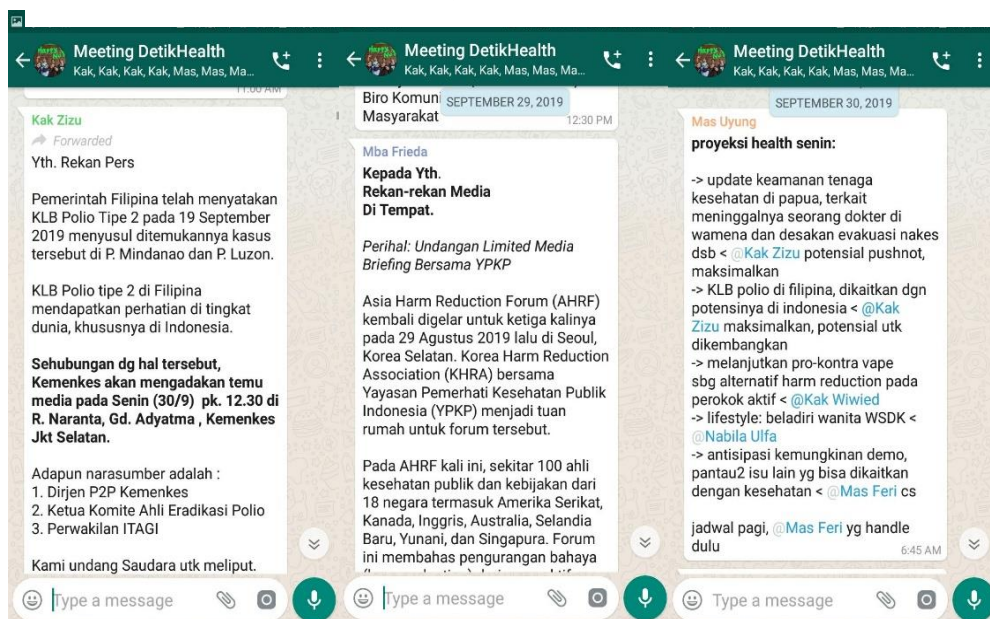 Meeting DetikHealth
Kak, Kak, Kak, Kak, Mas, Mas, Ma...
11:00 AM
Kak Zizu
Forwarded
Yth. Rekan Pers
Pemerintah Filipina telah menyatakan
KLB Polio Tipe 2 pada 19 September
2019 menyusul ditemukannya kasus
tersebut di P. Mindanao dan P. Luzon.
KLB Polio tipe 2 di Filipina
mendapatkan perhatian di tingkat
dunia, khususnya di Indonesia.
Sehubungan dg hal tersebut,
Kemenkes akan mengadakan temu
media pada Senin (30/9) pk. 12.30 di
R. Naranta, Gd. Adyatma , Kemenkes
Jkt Selatan.
Adapun narasumber adalah :
1. Dirjen P2P Kemenkes
2. Ketua Komite Ahli Eradikasi Polio
3. Perwakilan ITAGI
Kami undang Saudara utk meliput.
Type a message
Meeting DetikHealth
Kak, Kak, Kak, Kak, Mas, Mas, Ma...
Biro Komuni
SEPTEMBER 29, 2019
Masyarakat
12:30 PM
Mba Frieda
Kepada Yth.
Rekan-rekan Media
Di Tempat.
Perihal: Undangan Limited Media
Briefing Bersama YPKP
Asia Harm Reduction Forum (AHRF)
kembali digelar untuk ketiga kalinya
pada 29 Agustus 2019 lalu di Seoul,
Korea Selatan. Korea Harm Reduction
Association (KHRA) bersama
Yayasan Pemerhati Kesehatan Publik
Indonesia (YPKP) menjadi tuan
rumah untuk forum tersebut.
Pada AHRF kali ini, sekitar 100 ahli
kesehatan publik dan kebijakan dari
18 negara termasuk Amerika Serikat,
Kanada, Inggris, Australia, Selandia
Baru, Yunani, dan Singapura. Forum
ini membahas pengurangan bahaya
Type a message
Meeting DetikHealth
Kak, Kak, Kak, Kak, Mas, Mas, Ma...
SEPTEMBER 30, 2019
Mas Uyung
proyeksi health senin:
-> update keamanan tenaga
kesehatan di papua, terkait
meninggalnya seorang dokter di
wamena dan desakan evakuasi nakes
dsb < @Kak Zizu potensial pushnot,
maksimalkan
-> KLB polio di filipina, dikaitkan dgn
potensinya di indonesia < @Kak
Zizu maksimalkan, potensial utk
dikembangkan
-> melanjutkan pro-kontra vape
sbg alternatif harm reduction pada
perokok aktif < @Kak Wiwied
-> lifestyle: beladiri wanita WSDK <
@Nabila Ulfa
-> antisipasi kemungkinan demo,
pantau2 isu lain yg bisa dikaitkan
dengan kesehatan < @Mas Feri cs
jadwal pagi, @Mas Feri yg handle
dulu
6:45 AM
Type a message